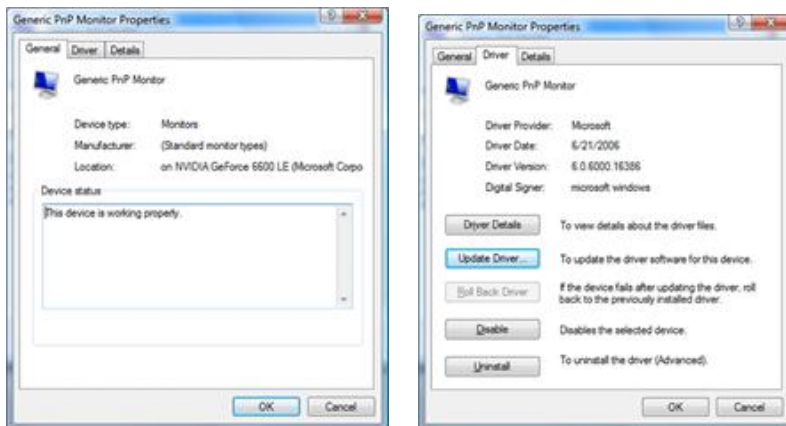 Generic PnP Monitor Properties
General Driver Details
Generic PnP Monitor
Device type: Monitors
Manufacturer: (Standard monitor types)
Location: on NVIDIA GeForce 6600 LE (Microsoft Corpo
Device status
This device is working properly.
OK Cancel
Generic PnP Monitor Properties
General Driver Details
Generic PnP Monitor
Driver Provider: Microsoft
Driver Date: 6/21/2006
Driver Version: 6.0.6000.16386
Digital Signer: microsoft windows
Driver Details To view details about the driver files.
Update Driver... To update the driver software for this device.
Roll Back Driver If the device fails after updating the driver, roll
back to the previously installed driver.
Disable Disables the selected device.
Uninstall To uninstall the driver (Advanced).
OK Cancel